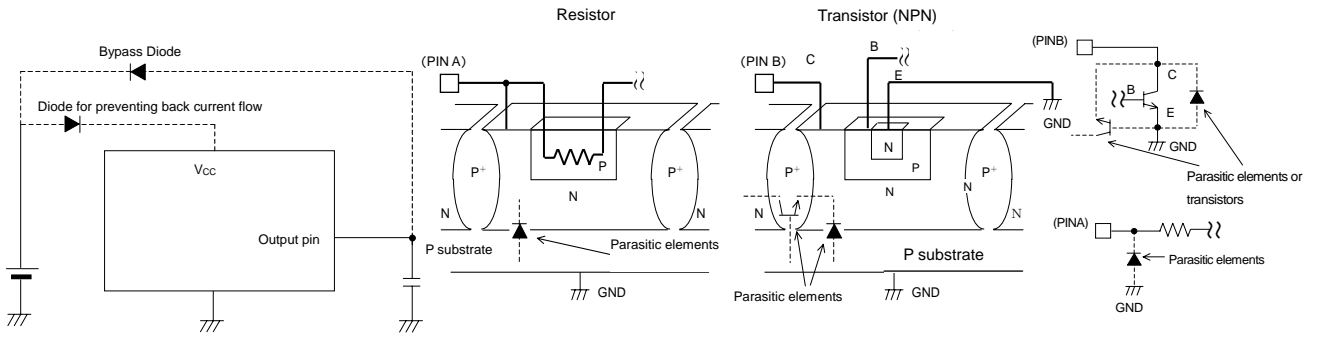 Bypass Diode
Diode for preventing back current flow
VCC
Output pin
Resistor
(PIN A)
P
P+
P+
N
N
N
P substrate
Parasitic elements
GND
Transistor (NPN)
(PIN B)
C
B
E
GND
N
P
P+
P+
N
N
N
N
P substrate
Parasitic elements
GND
(PINB)
C
B
E
GND
Parasitic elements or
transistors
(PINA)
Parasitic elements
GND